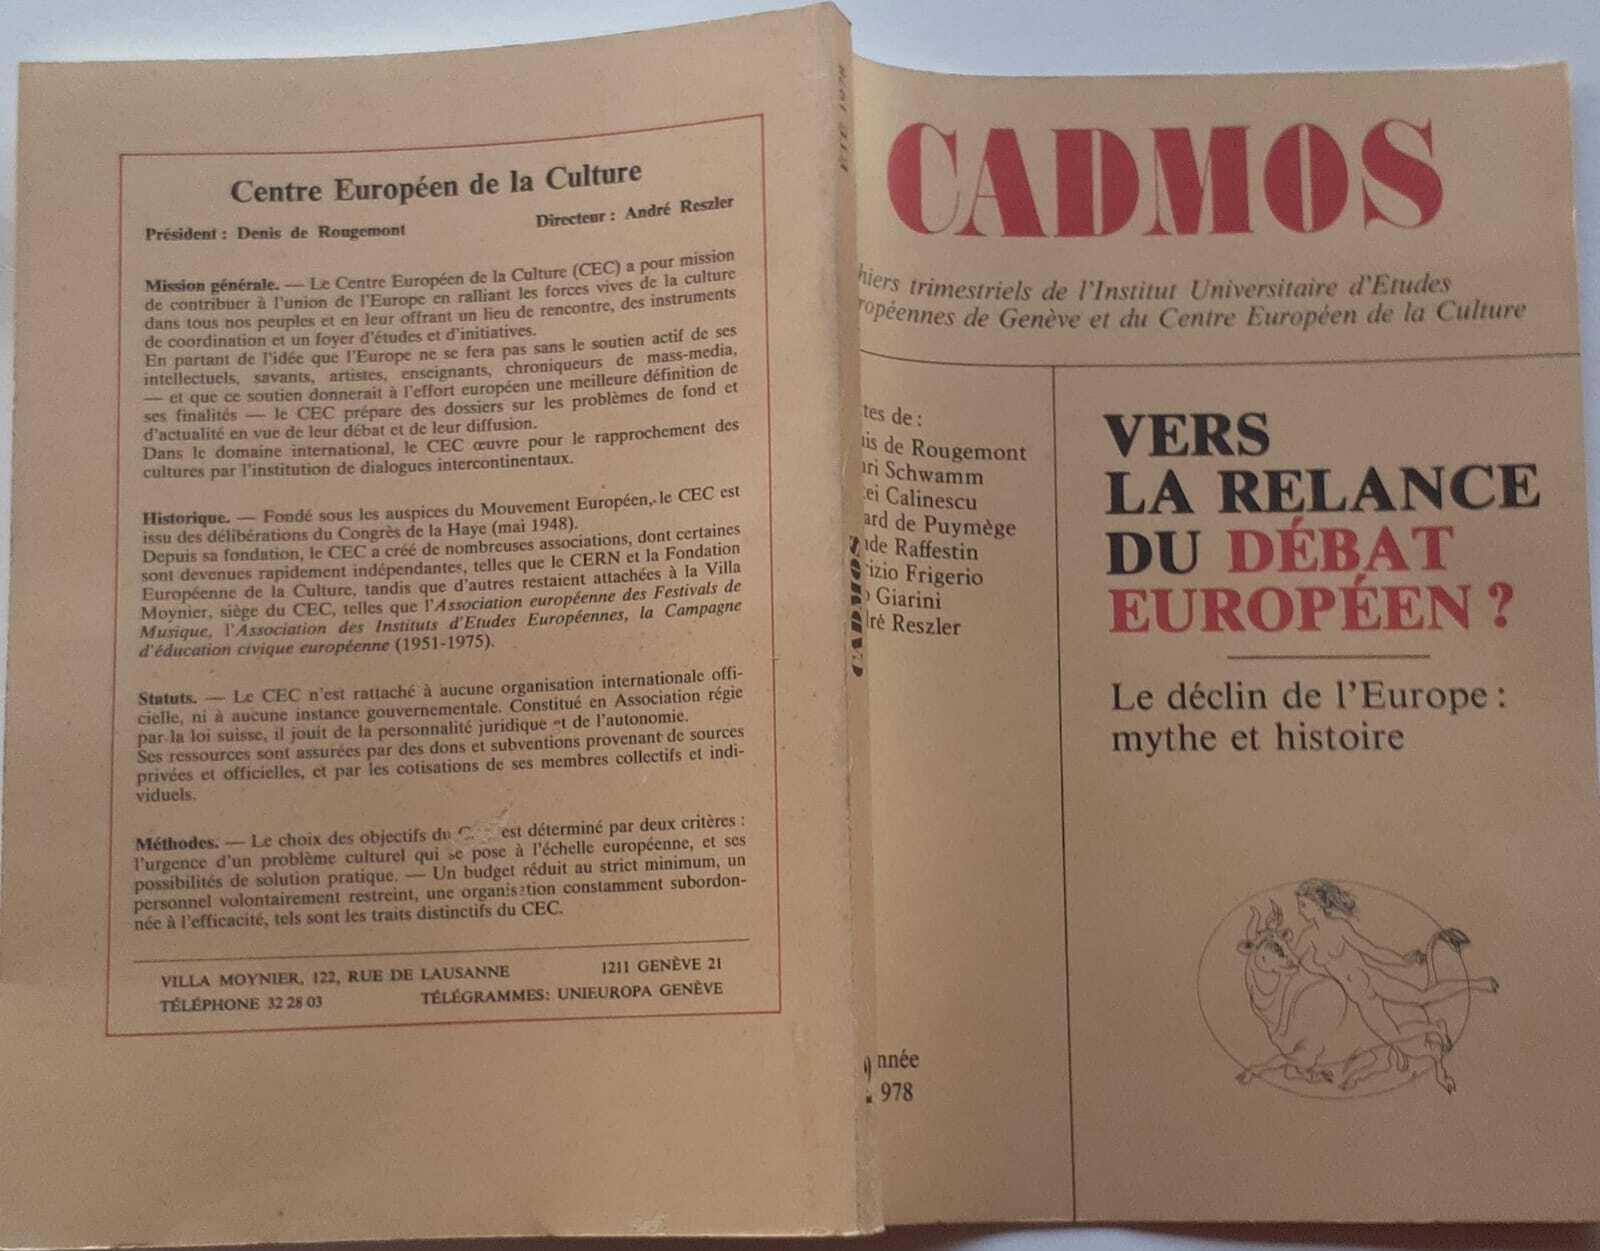 Centre Européen de la Culture
Président : Denis de Rougemont
Directeur : André Reszler
Mission générale. — Le Centre Européen de la Culture (CEC) a pour mission
de contribuer à l'union de l'Europe en ralliant les forces vives de la culture
dans tous nos peuples et en leur offrant un lieu de rencontre, des instruments
de coordination et un foyer d'études et d'initiatives.
En partant de l'idée que l'Europe ne se fera pas sans le soutien actif de ses
intellectuels, savants, artistes, enseignants, chroniqueurs de mass-media,
— et que ce soutien donnerait à l'effort européen une meilleure définition de
ses finalités — le CEC prépare des dossiers sur les problèmes de fond et
d'actualité en vue de leur débat et de leur diffusion.
Dans le domaine international, le CEC œuvre pour le rapprochement des
cultures par l'institution de dialogues intercontinentaux.
Historique. — Fondé sous les auspices du Mouvement Européen, le CEC est
issu des délibérations du Congrès de la Haye (mai 1948).
Depuis sa fondation, le CEC a créé de nombreuses associations, dont certaines
sont devenues rapidement indépendantes, telles que le CERN et la Fondation
Européenne de la Culture, tandis que d'autres restaient attachées à la Villa
Moynier, siège du CEC, telles que l'Association européenne des Festivals de
Musique, l'Association des Instituts d'Etudes Européennes, la Campagne
d'éducation civique européenne (1951-1975).
Statuts. — Le CEC n'est rattaché à aucune organisation internationale offi-
cielle, ni à aucune instance gouvernementale. Constitué en Association régie
par la loi suisse, il jouit de la personnalité juridique et de l'autonomie.
Ses ressources sont assurées par des dons et subventions provenant de sources
privées et officielles, et par les cotisations de ses membres collectifs et indi-
viduels.
Méthodes. — Le choix des objectifs du est déterminé par deux critères :
l'urgence d'un problème culturel qui se pose à l'échelle européenne, et ses
possibilités de solution pratique. — Un budget réduit au strict minimum, un
personnel volontairement restreint, une organisation constamment subordon-
née à l'efficacité, tels sont les traits distinctifs du CEC.
VILLA MOYNIER, 122, RUE DE LAUSANNE
1211 GENÈVE 21
TÉLÉPHONE 32 28 03
TÉLÉGRAMMES: UNIEUROPA GENÈVE
ÉTÉ 1978
CADMOS
CADMOS
hiers trimestriels de l'Institut Universitaire d'Etudes
ropéennes de Genève et du Centre Européen de la Culture
tes de :
is de Rougemont
ri Schwamm
ei Calinescu
ard de Puymège
de Raffestin
izio Frigerio
Giarini
ré Reszler
VERS
LA RELANCE
DU DÉBAT
EUROPÉEN ?
Le déclin de l'Europe :
mythe et histoire
nnée
978